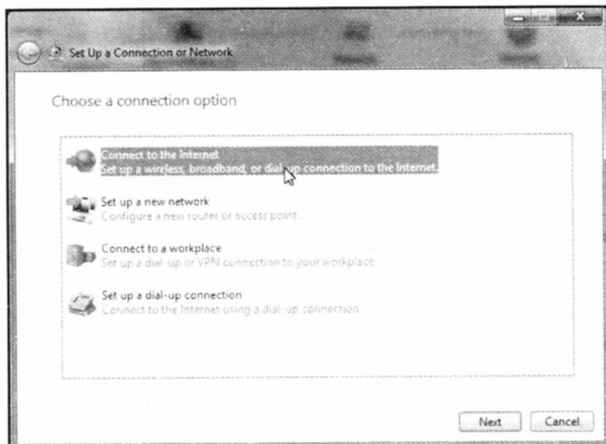 Set Up a Connection or Network
Choose a connection option
Connect to the Internet
Set up a wireless, broadband, or dial-up connection to the Internet.
Set up a new network
Configure a new router or access point.
Connect to a workplace
Set up a dial-up or VPN connection to your workplace.
Set up a dial-up connection
Connect to the Internet using a dial-up connection.
Next
Cancel